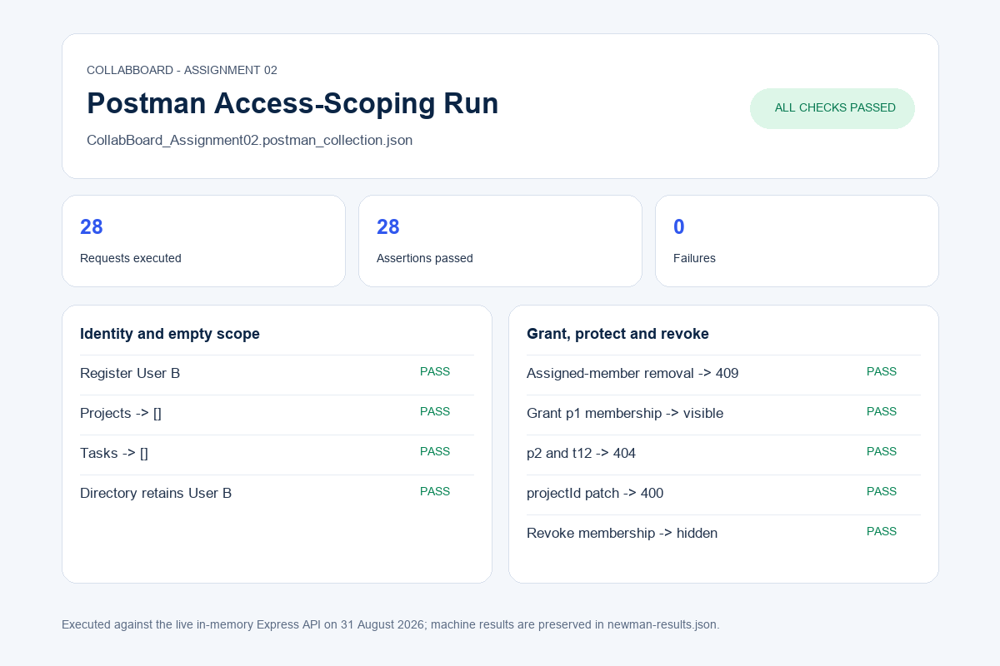 COLLABBOARD - ASSIGNMENT 02
Postman Access-Scoping Run
CollabBoard_Assignment02.postman_collection.json
ALL CHECKS PASSED
28
Requests executed
28
Assertions passed
0
Failures
Identity and empty scope
Register User B PASS
Projects -> [] PASS
Tasks -> [] PASS
Directory retains User B PASS
Grant, protect and revoke
Assigned-member removal -> 409 PASS
Grant p1 membership -> visible PASS
p2 and t12 -> 404 PASS
projectId patch -> 400 PASS
Revoke membership -> hidden PASS
Executed against the live in-memory Express API on 31 August 2026; machine results are preserved in newman-results.json.